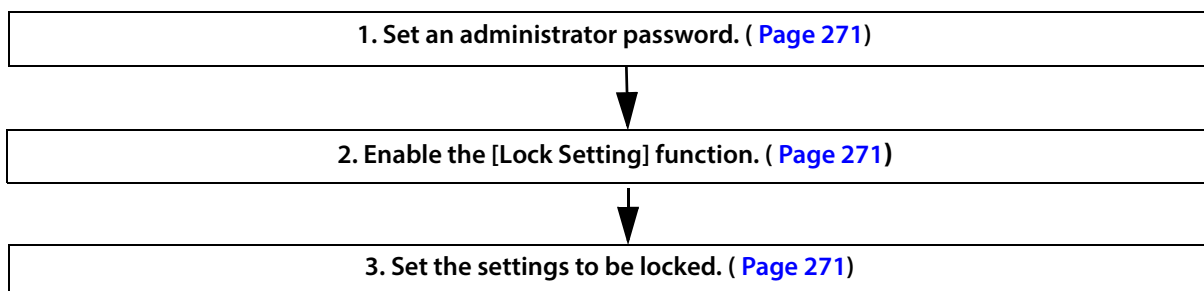 1. Set an administrator password. ( Page 271)
2. Enable the [Lock Setting] function. ( Page 271)
3. Set the settings to be locked. ( Page 271)